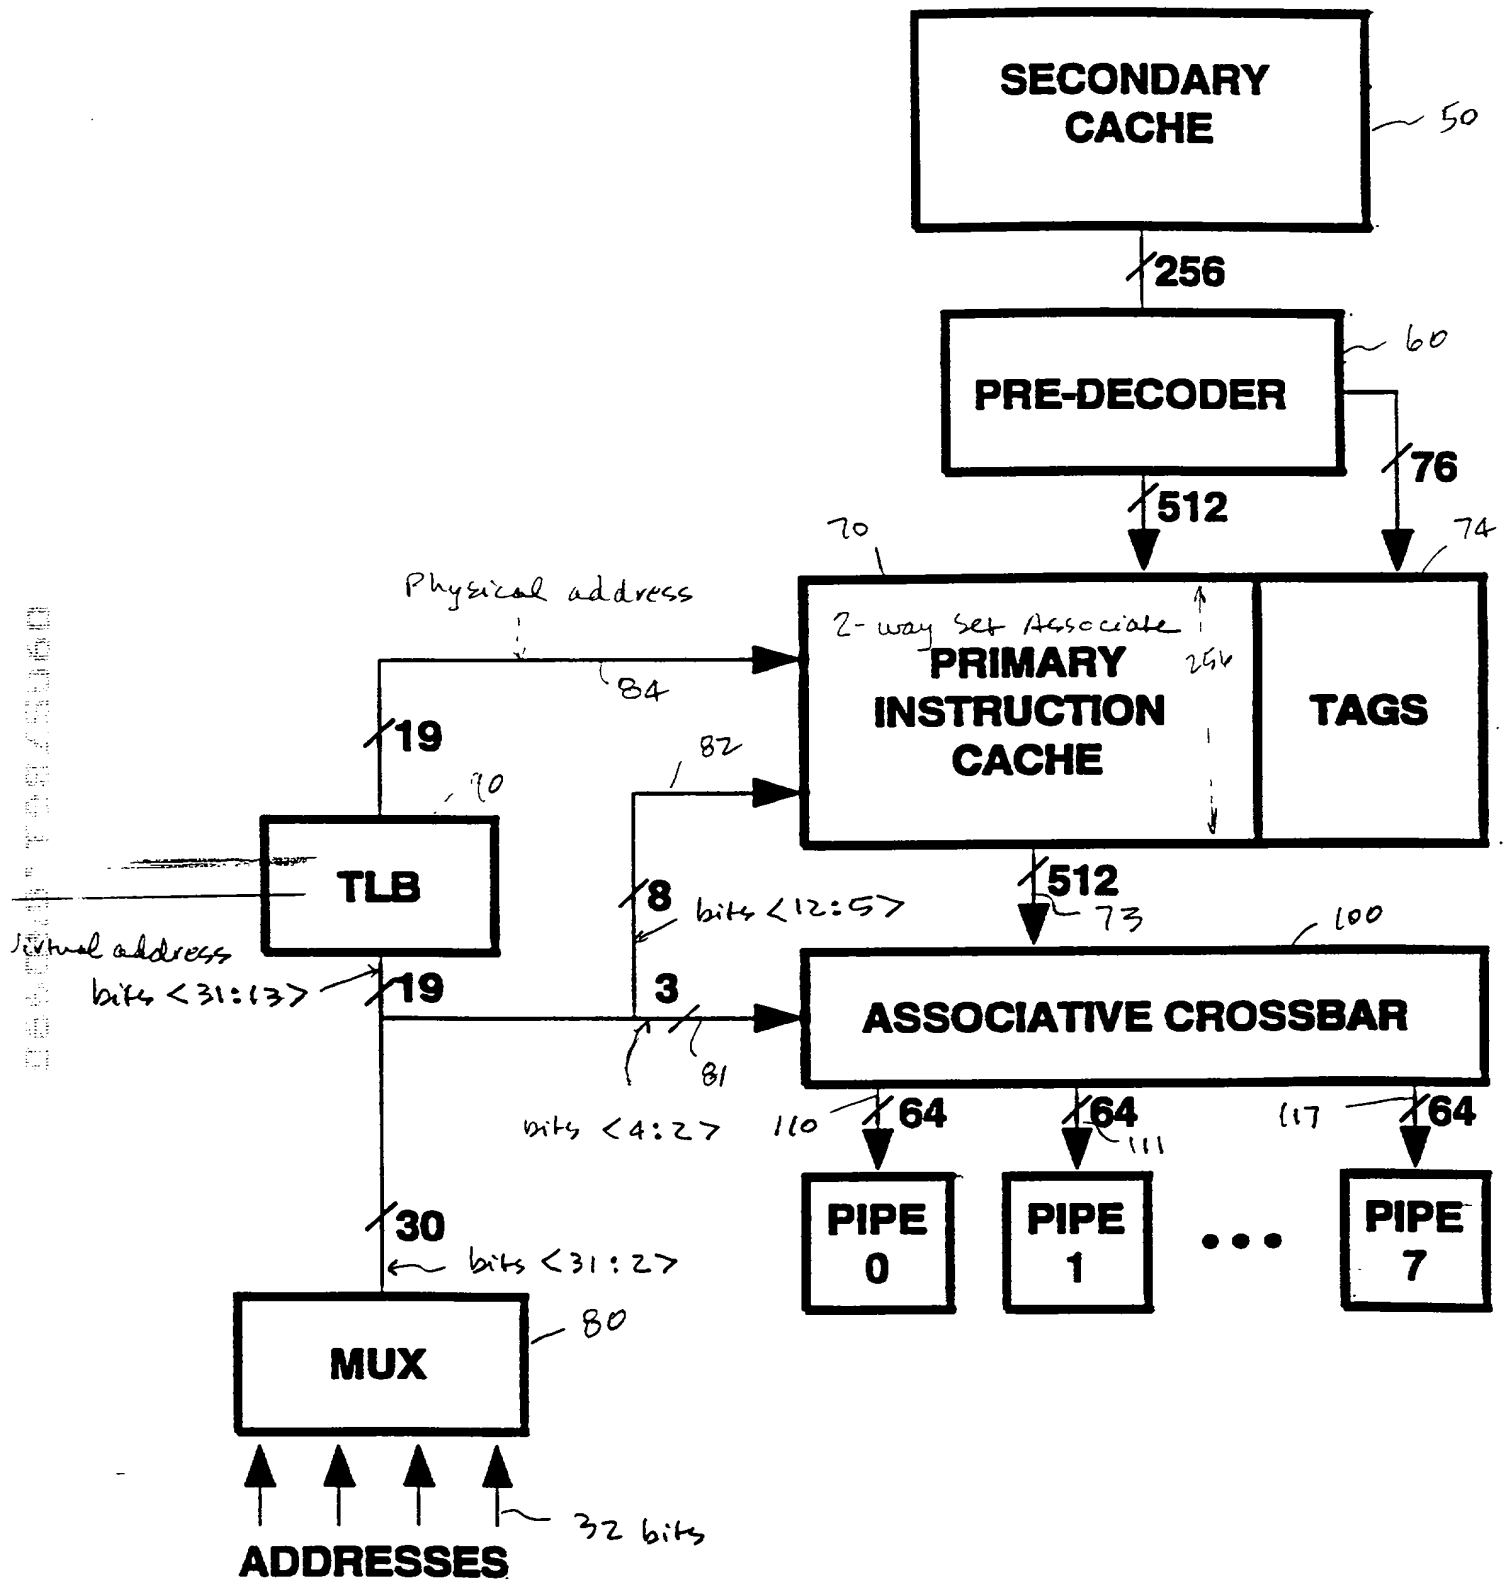 SECONDARY
CACHE
50
256
60
PRE-DECODER
76
512
70
74
Physical address
2-way Set Associate
84
PRIMARY
INSTRUCTION
CACHE
256
TAGS
19
82
90
TLB
8
bits <12:5>
512
73
100
virtual address
bits <31:13>
19
3
ASSOCIATIVE CROSSBAR
81
bits <4:2>
110
64
64
111
117
64
PIPE
0
PIPE
1
•••
PIPE
7
30
bits <31:2>
80
MUX
32 bits
ADDRESSES